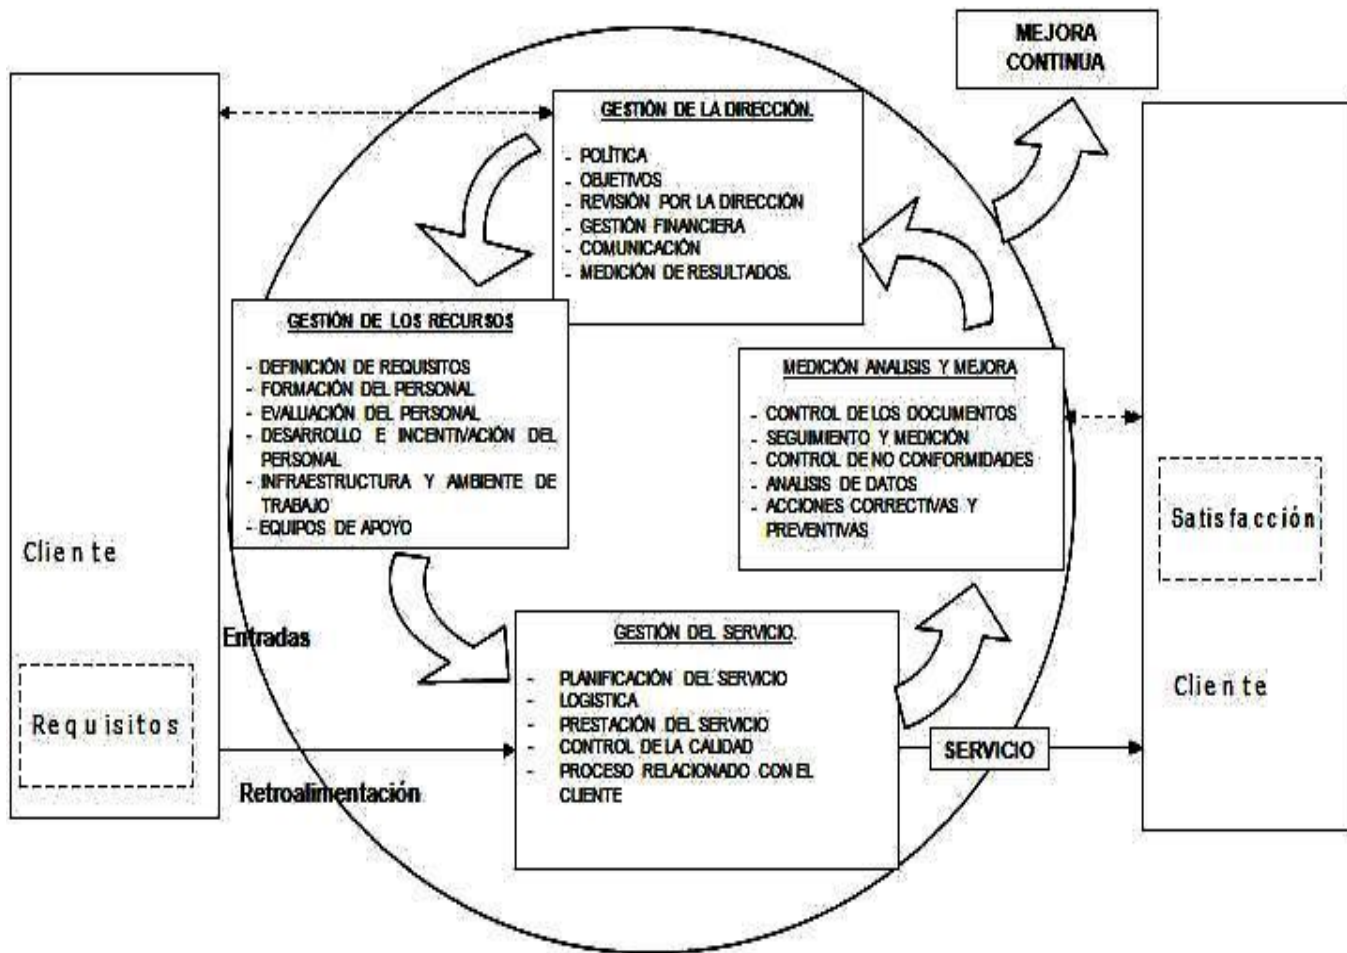 MEJORA
CONTINUA
GESTIÓN DE LA DIRECCIÓN.
- POLÍTICA
- OBJETIVOS
- REVISIÓN POR LA DIRECCIÓN
- GESTIÓN FINANCIERA
- COMUNICACIÓN
- MEDICIÓN DE RESULTADOS.
GESTIÓN DE LOS RECURSOS
- DEFINICIÓN DE REQUISITOS
- FORMACIÓN DEL PERSONAL
- EVALUACIÓN DEL PERSONAL
- DESARROLLO E INCENTIVACIÓN DEL
PERSONAL
- INFRAESTRUCTURA Y AMBIENTE DE
TRABAJO
- EQUIPOS DE APOYO
MEDICIÓN ANALISIS Y MEJORA
- CONTROL DE LOS DOCUMENTOS
- SEGUIMIENTO Y MEDICIÓN
- CONTROL DE NO CONFORMIDADES
- ANALISIS DE DATOS
- ACCIONES CORRECTIVAS Y
PREVENTIVAS
Cliente
Entradas
Requisitos
Retroalimentación
GESTIÓN DEL SERVICIO.
- PLANIFICACIÓN DEL SERVICIO
- LOGISTICA
- PRESTACIÓN DEL SERVICIO
- CONTROL DE LA CALIDAD
- PROCESO RELACIONADO CON EL
CLIENTE
SERVICIO
Satisfacción
Cliente